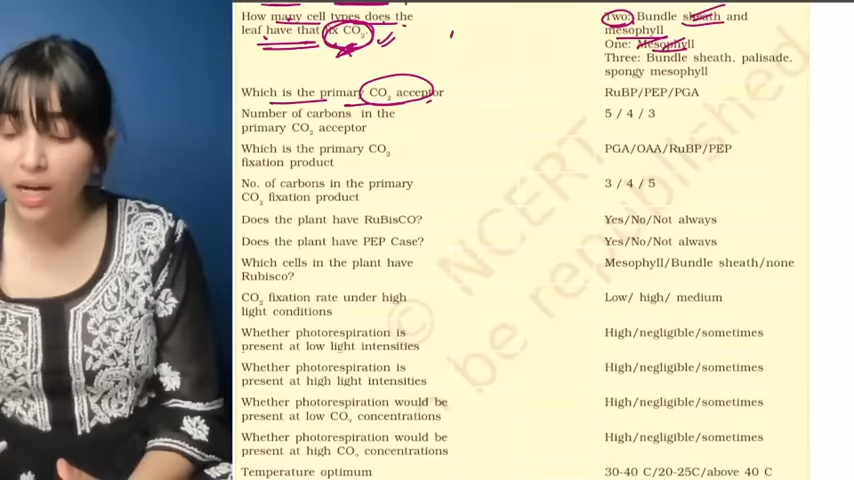 How many cell types does the
leaf have that fix CO2.
Two: Bundle sheath and
mesophyll
One: Mesophyll
Three: Bundle sheath, palisade,
spongy mesophyll
Which is the primary CO2 acceptor
RuBP/PEP/PGA
Number of carbons in the
primary CO2 acceptor
5 / 4 / 3
Which is the primary CO2
fixation product
PGA/OAA/RuBP/PEP
No. of carbons in the primary
CO2 fixation product
3 / 4 / 5
Does the plant have RuBisCO?
Yes/No/Not always
Does the plant have PEP Case?
Yes/No/Not always
Which cells in the plant have
Rubisco?
Mesophyll/Bundle sheath/none
CO2 fixation rate under high
light conditions
Low/ high/ medium
Whether photorespiration is
present at low light intensities
High/negligible/sometimes
Whether photorespiration is
present at high light intensities
High/negligible/sometimes
Whether photorespiration would be
present at low CO2 concentrations
High/negligible/sometimes
Whether photorespiration would be
present at high CO2 concentrations
High/negligible/sometimes
Temperature optimum
30-40 C/20-25C/above 40 C
© NCERT
be republished